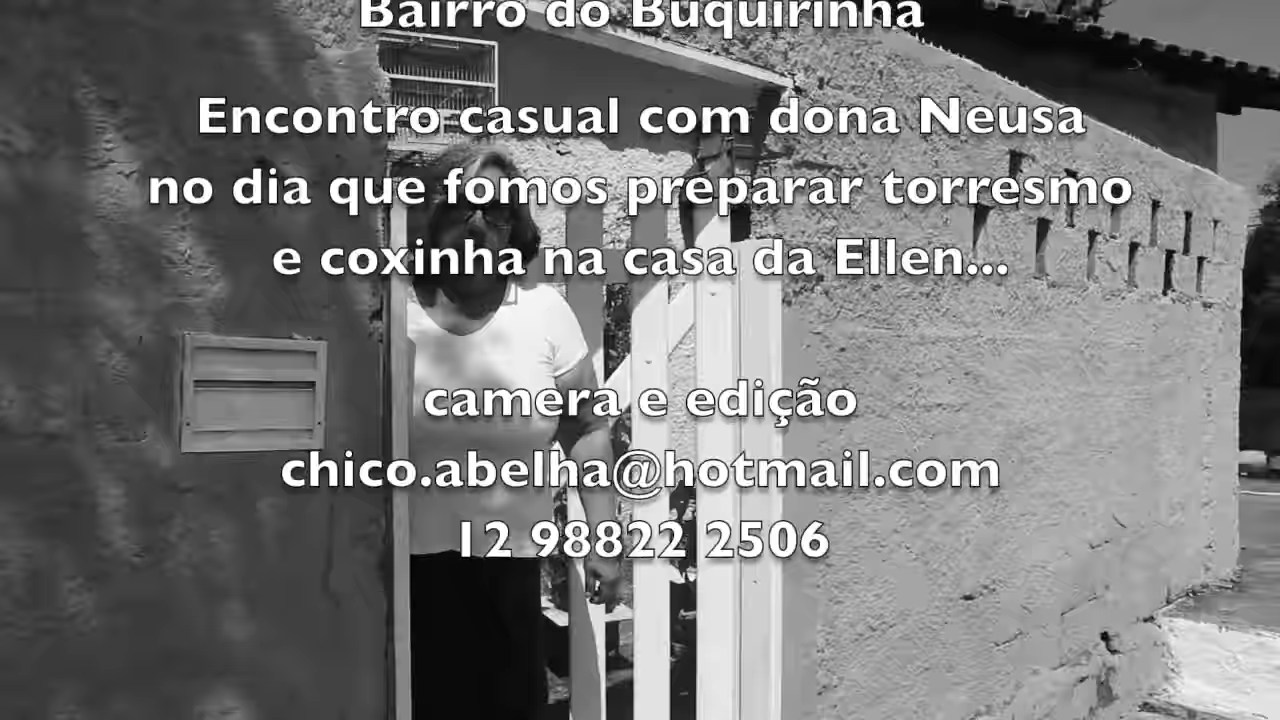 Bairro do Buquirinha
Encontro casual com dona Neusa
no dia que fomos preparar torresmo
e coxinha na casa da Ellen...
camera e edição
chico.abelha@hotmail.com
12 98822 2506